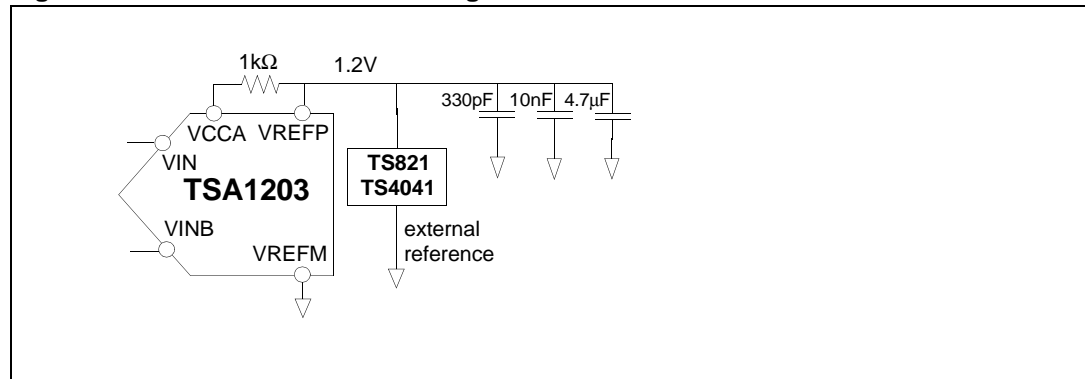 1kΩ
1.2V
330pF
10nF
4.7µF
VCCA
VREFP
VIN
TS821
TS4041
TSA1203
VINB
external
reference
VREFM